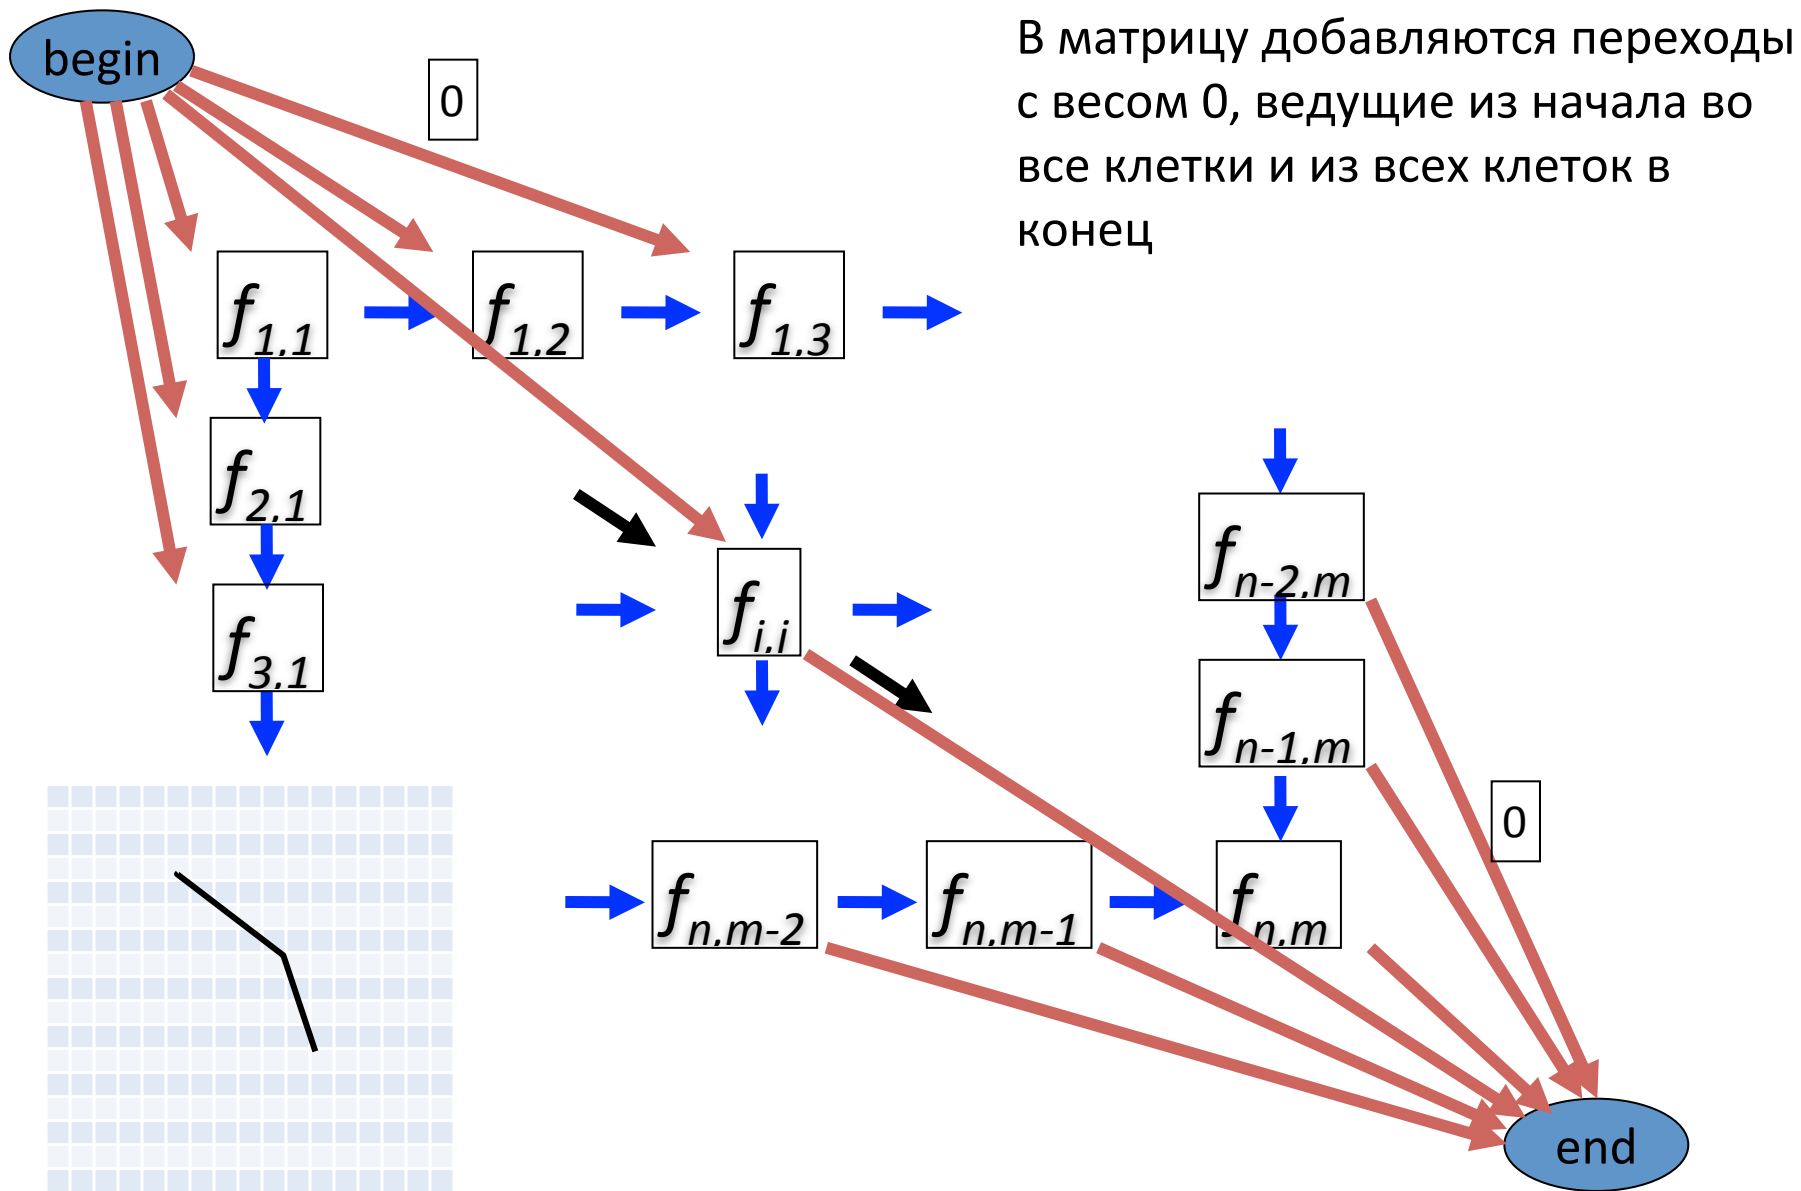 begin
0
В матрицу добавляются переходы
с весом 0, ведущие из начала во
все клетки и из всех клеток в
конец
f1,1
f1,2
f1,3
f2,1
f3,1
fi,i
fn-2,m
fn-1,m
0
fn,m-2
fn,m-1
fn,m
end